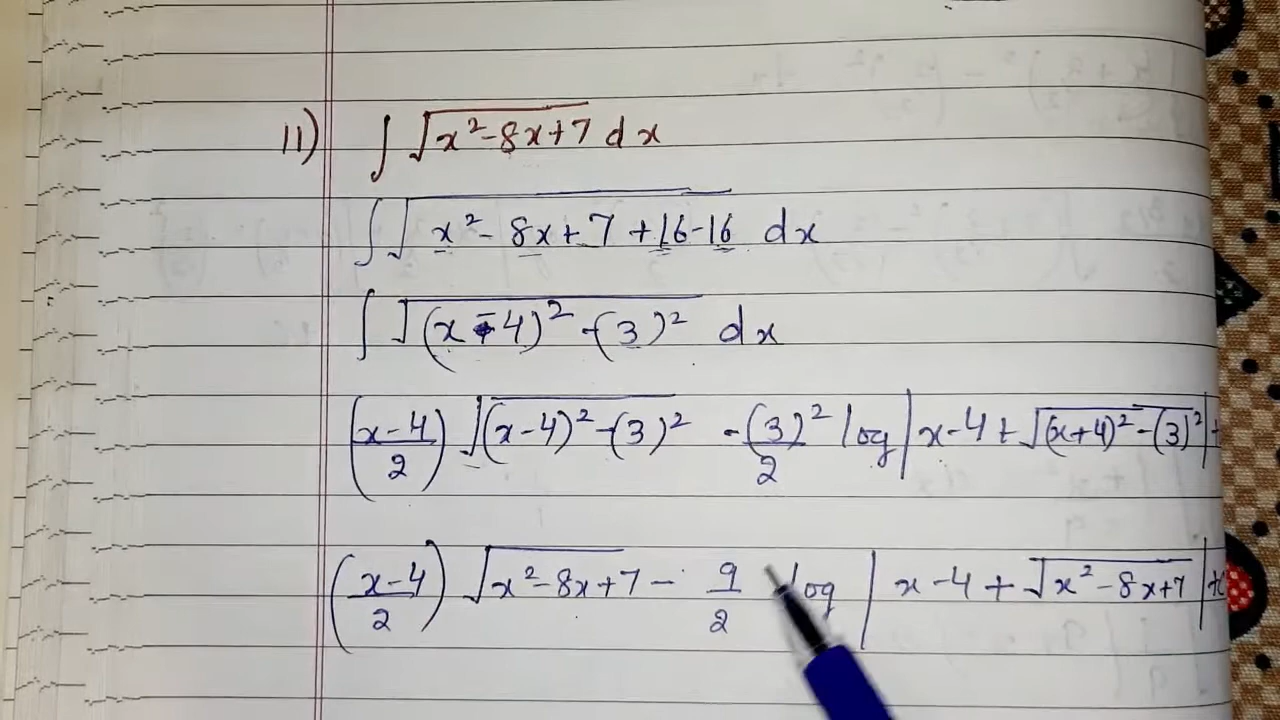 11) ∫ √x²-8x+7 dx
∫ √x²-8x+7+16-16 dx
∫ √(x-4)²-(3)² dx
(x-4/2) √(x-4)²-(3)² -(3)²/2 log|x-4+√(x+4)²-(3)²|+
(x-4/2) √x²-8x+7 - 9/2 log|x-4+√x²-8x+7|+c